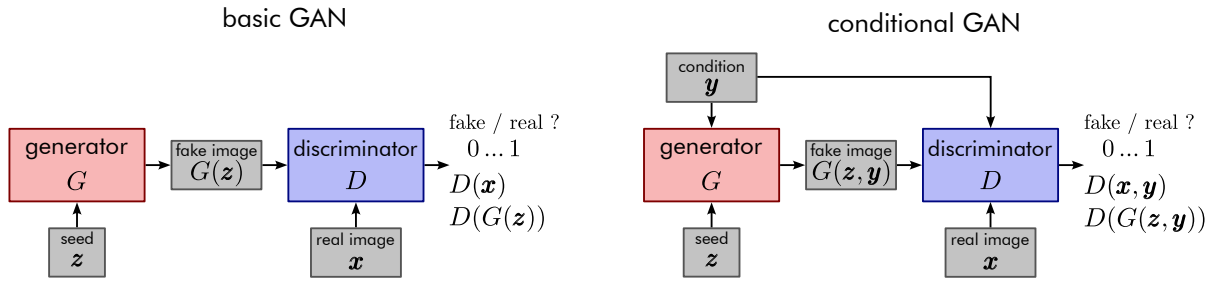 basic GAN
generator
G
fake image
G(z)
discriminator
D
fake / real ?
0 ... 1
D(x)
D(G(z))
seed
z
real image
x
conditional GAN
condition
y
generator
G
fake image
G(z, y)
discriminator
D
fake / real ?
0 ... 1
D(x, y)
D(G(z, y))
seed
z
real image
x